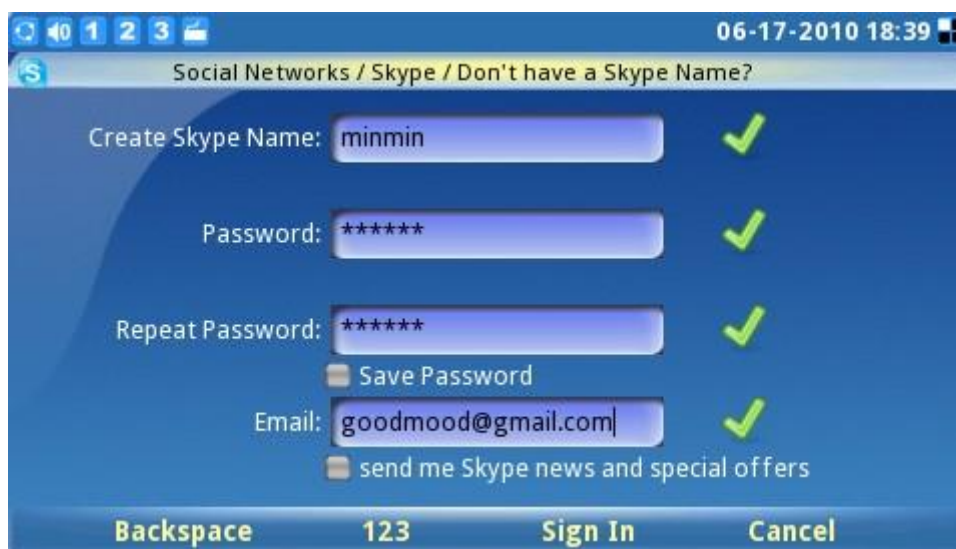 1 2 3 06-17-2010 18:39
S Social Networks / Skype / Don't have a Skype Name?
Create Skype Name: minmin
Password: ******
Repeat Password: ******
Save Password
Email: goodmood@gmail.com
send me Skype news and special offers
Backspace 123 Sign In Cancel